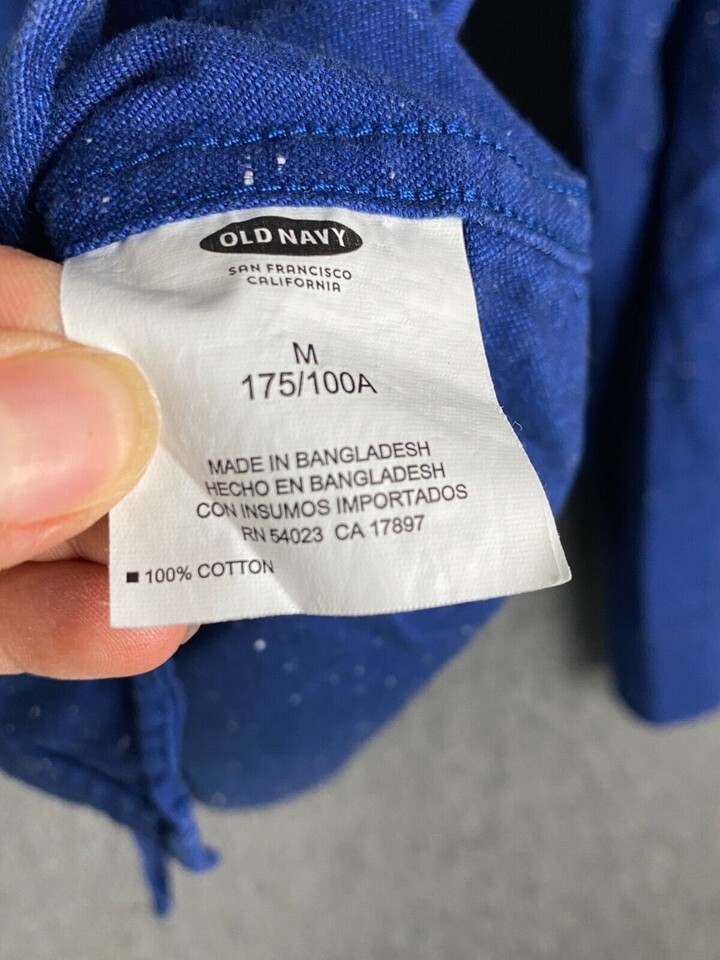 OLD NAVY
SAN FRANCISCO
CALIFORNIA
M
175/100A
MADE IN BANGLADESH
HECHO EN BANGLADESH
CON INSUMOS IMPORTADOS
RN 54023 CA 17897
100% COTTON